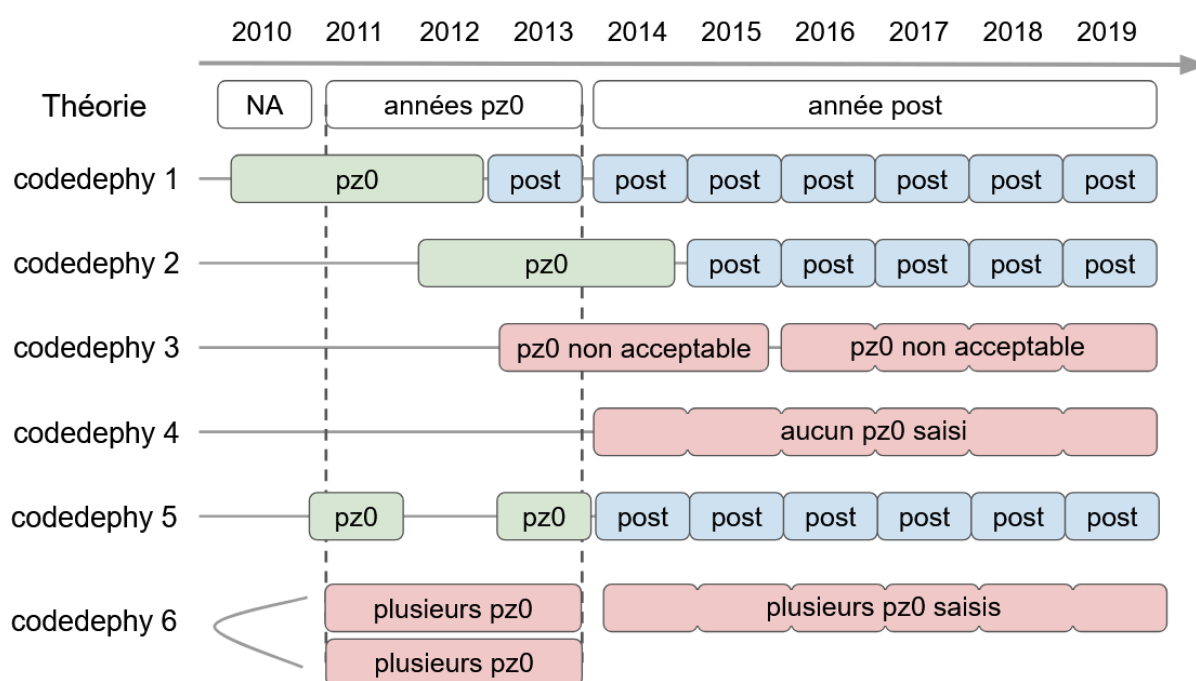 2010 2011 2012 2013 2014 2015 2016 2017 2018 2019
Théorie NA années pz0 année post
codedephy 1 pz0 post post post post post post post
codedephy 2 pz0 post post post post post
codedephy 3 pz0 non acceptable pz0 non acceptable
codedephy 4 aucun pz0 saisi
codedephy 5 pz0 pz0 post post post post post post
codedephy 6 plusieurs pz0 plusieurs pz0 saisis
plusieurs pz0